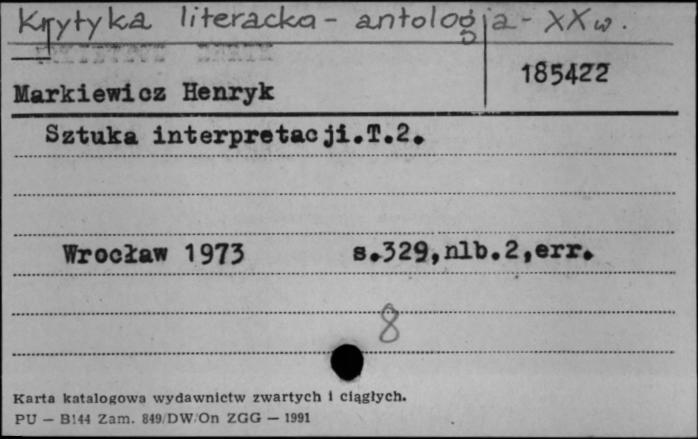 Krytyka literacka - antologia - XX w.
185422
Markiewicz Henryk
Sztuka interpretacji.T.2.
Wrocław 1973 s.329,nlb.2,err.
8
Karta katalogowa wydawnictw zwartych i ciągłych.
PU — B144 Zam. 849/DW/On ZGG — 1991